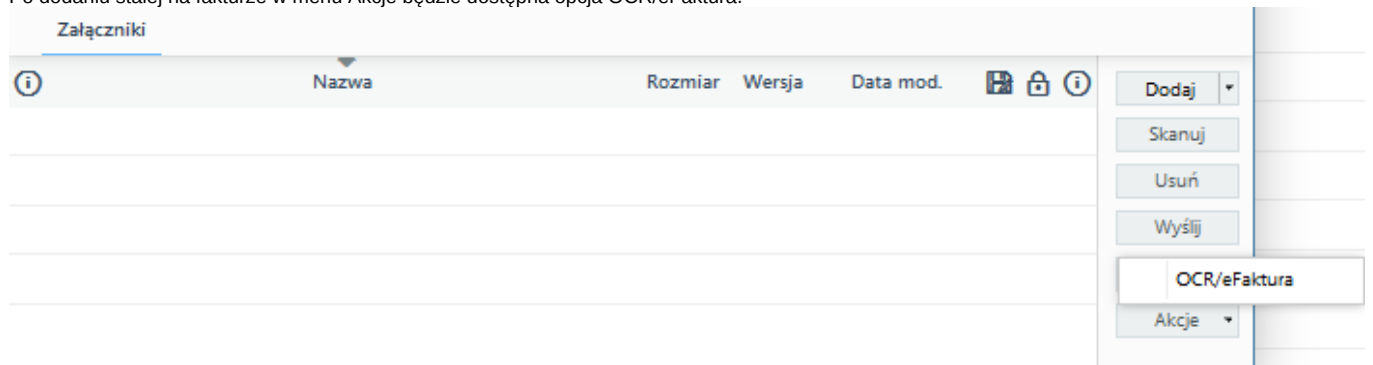 Po dodaniu stałej na fakturze w menu Akcje będzie dostępna opcja OCR/eFaktura.
Załączniki
Nazwa Rozmiar Wersja Data mod.
Dodaj
Skanuj
Usuń
Wyślij
OCR/eFaktura
Akcje